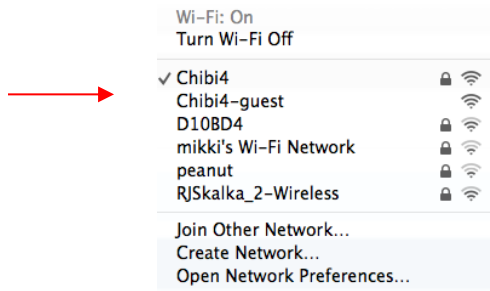 Wi-Fi: On
Turn Wi-Fi Off
Chibi4
Chibi4-guest
D10BD4
mikki's Wi-Fi Network
peanut
RJSkalka_2-Wireless
Join Other Network...
Create Network...
Open Network Preferences...